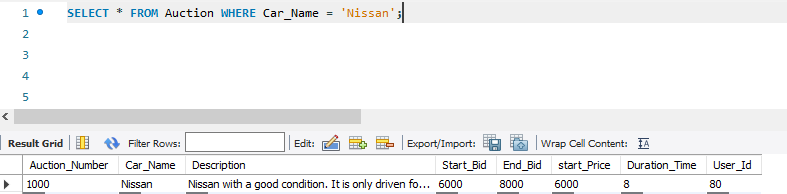 1 SELECT * FROM Auction WHERE Car_Name = 'Nissan';
2
3
4
5
Result Grid Filter Rows: Edit: Export/Import: Wrap Cell Content:
Auction_Number Car_Name Description Start_Bid End_Bid start_Price Duration_Time User_Id
1000 Nissan Nissan with a good condition. It is only driven fo... 6000 8000 6000 8 80